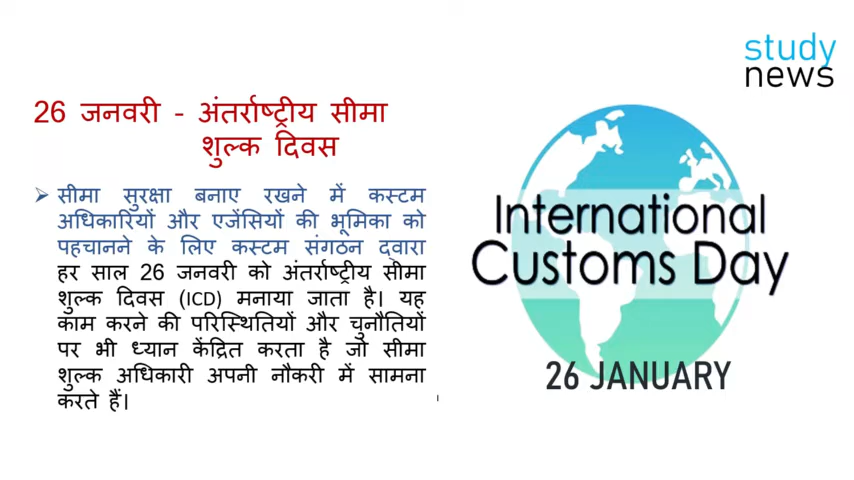 study
news
26 जनवरी - अंतर्राष्ट्रीय सीमा
शुल्क दिवस
सीमा सुरक्षा बनाए रखने में कस्टम
अधिकारियों और एजेंसियों की भूमिका को
पहचानने के लिए कस्टम संगठन द्वारा
हर साल 26 जनवरी को अंतर्राष्ट्रीय सीमा
शुल्क दिवस (ICD) मनाया जाता है। यह
काम करने की परिस्थितियों और चुनौतियों
पर भी ध्यान केंद्रित करता है जो सीमा
शुल्क अधिकारी अपनी नौकरी में सामना
करते हैं।
International
Customs Day
26 JANUARY